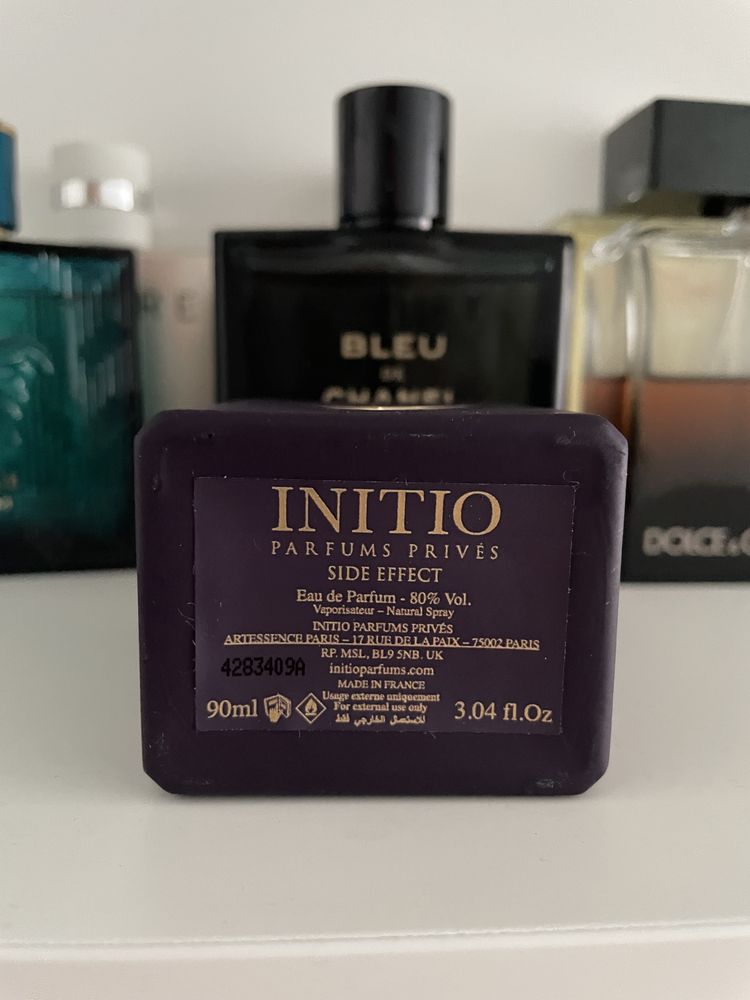 BLEU
DE
CHANEL
DOLCE & G
INITIO
PARFUMS PRIVÉS
SIDE EFFECT
Eau de Parfum - 80% Vol.
Vaporisateur – Natural Spray
INITIO PARFUMS PRIVÉS
ARTESSENCE PARIS – 17 RUE DE LA PAIX – 75002 PARIS
RP. MSL, BL9 5NB. UK
4283409A
initioparfums.com
MADE IN FRANCE
Usage externe uniquement
For external use only
للاستعمال الخارجي فقط
90ml
3.04 fl.Oz